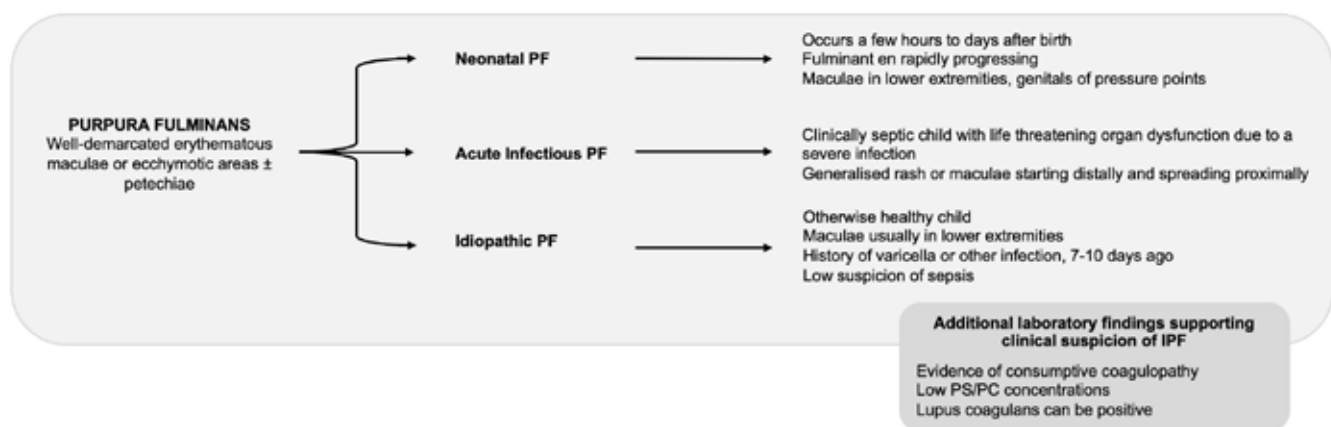 PURPURA FULMINANS
Well-demarcated erythematous
maculae or ecchymotic areas ±
petechiae
Neonatal PF
Occurs a few hours to days after birth
Fulminant en rapidly progressing
Maculae in lower extremities, genitals of pressure points
Acute Infectious PF
Clinically septic child with life threatening organ dysfunction due to a
severe infection
Generalised rash or maculae starting distally and spreading proximally
Idiopathic PF
Otherwise healthy child
Maculae usually in lower extremities
History of varicella or other infection, 7-10 days ago
Low suspicion of sepsis
Additional laboratory findings supporting
clinical suspicion of IPF
Evidence of consumptive coagulopathy
Low PS/PC concentrations
Lupus coagulans can be positive